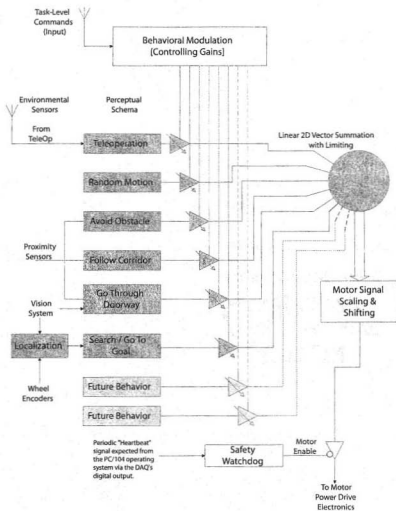 Task-Level
Commands
(Input)
Behavioral Modulation
[Controlling Gains]
Environmental
Sensors
Perceptual
Schema
From
TeleOp
Teleoperation
Linear 2D Vector Summation
with Limiting
Random Motion
Avoid Obstacle
Proximity
Sensors
Follow Corridor
Vision
System
Go Through
Doorway
Motor Signal
Scaling &
Shifting
Localization
Search / Go To
Goal
Wheel
Encoders
Future Behavior
Future Behavior
Periodic "Heartbeat"
signal expected from
the PC/104 operating
system via the DAQ's
digital output.
Safety
Watchdog
Motor
Enable
To Motor
Power Drive
Electronics